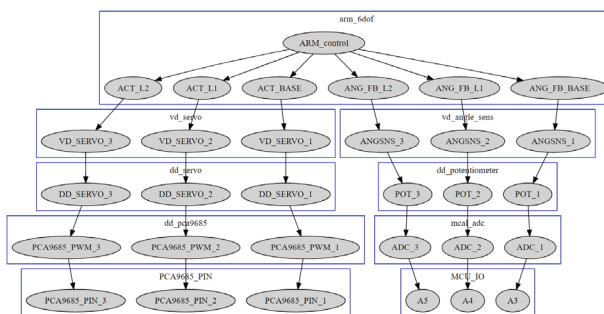 arm_6dof
ARM_control
ACT_L2 ACT_L1 ACT_BASE ANG_FB_L2 ANG_FB_L1 ANG_FB_BASE
vd_servo vd_angle_sens
VD_SERVO_3 VD_SERVO_2 VD_SERVO_1 ANGSNS_3 ANGSNS_2 ANGSNS_1
dd_servo dd_potentiometer
DD_SERVO_3 DD_SERVO_2 DD_SERVO_1 POT_3 POT_2 POT_1
dd_pca9685 mcal_adc
PCA9685_PWM_3 PCA9685_PWM_2 PCA9685_PWM_1 ADC_3 ADC_2 ADC_1
PCA9685_PIN MCU_IO
PCA9685_PIN_3 PCA9685_PIN_2 PCA9685_PIN_1 A5 A4 A3